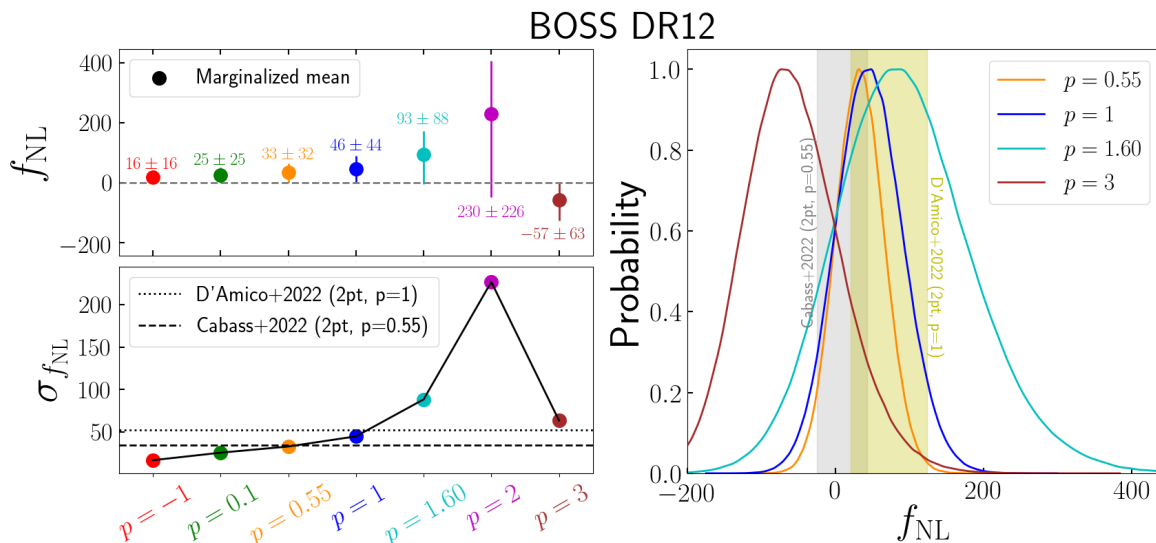 BOSS DR12
400
200
0
−200
f_NL
Marginalized mean
16 ± 16
25 ± 25
33 ± 32
46 ± 44
93 ± 88
230 ± 226
−57 ± 63
200
150
100
50
σ_f_NL
D'Amico+2022 (2pt, p=1)
Cabass+2022 (2pt, p=0.55)
p = −1
p = 0.1
p = 0.55
p = 1
p = 1.60
p = 2
p = 3
1.0
0.8
0.6
0.4
0.2
0.0
Probability
Cabass+2022 (2pt, p=0.55)
D'Amico+2022 (2pt, p=1)
p = 0.55
p = 1
p = 1.60
p = 3
−200
0
200
400
f_NL